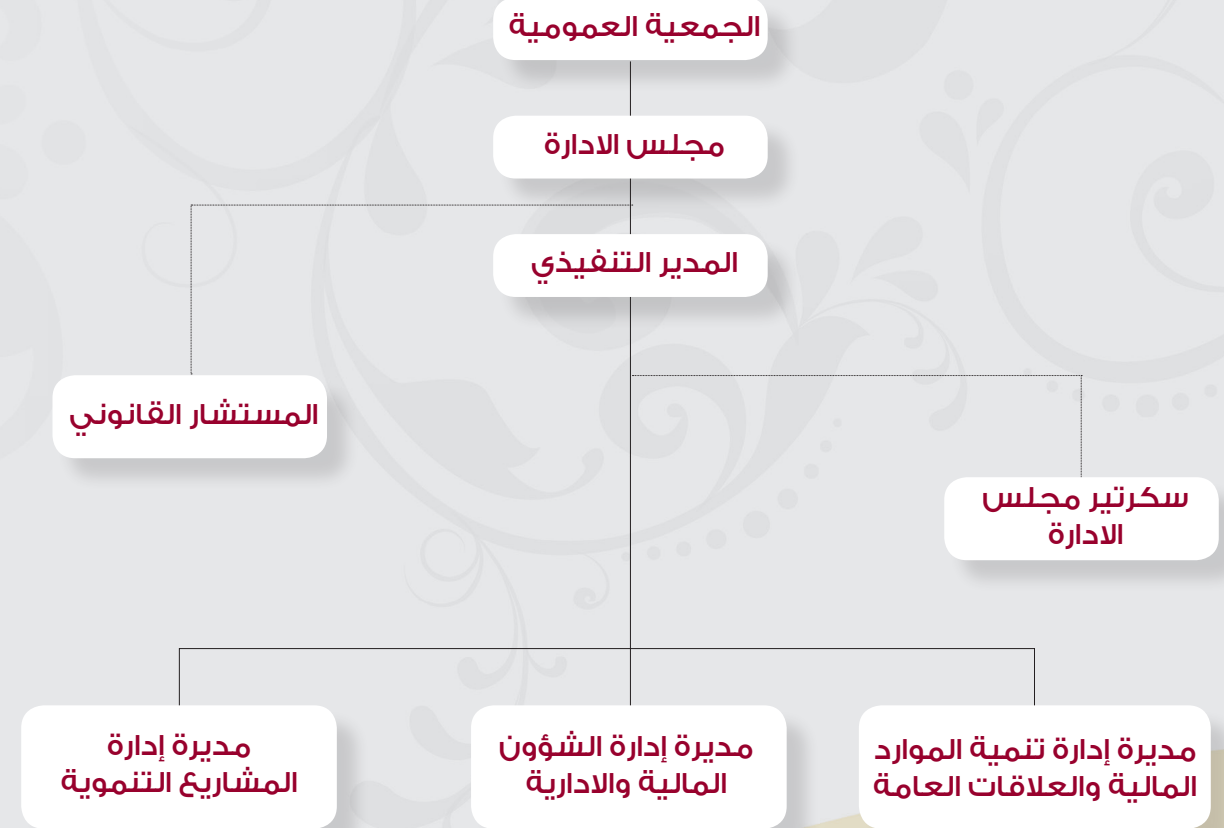 الجمعية العمومية
مجلس الادارة
المدير التنفيذي
المستشار القانوني
سكرتير مجلس
الادارة
مديرة إدارة تنمية الموارد
المالية والعلاقات العامة
مديرة إدارة الشؤون
المالية والادارية
مديرة إدارة
المشاريع التنموية